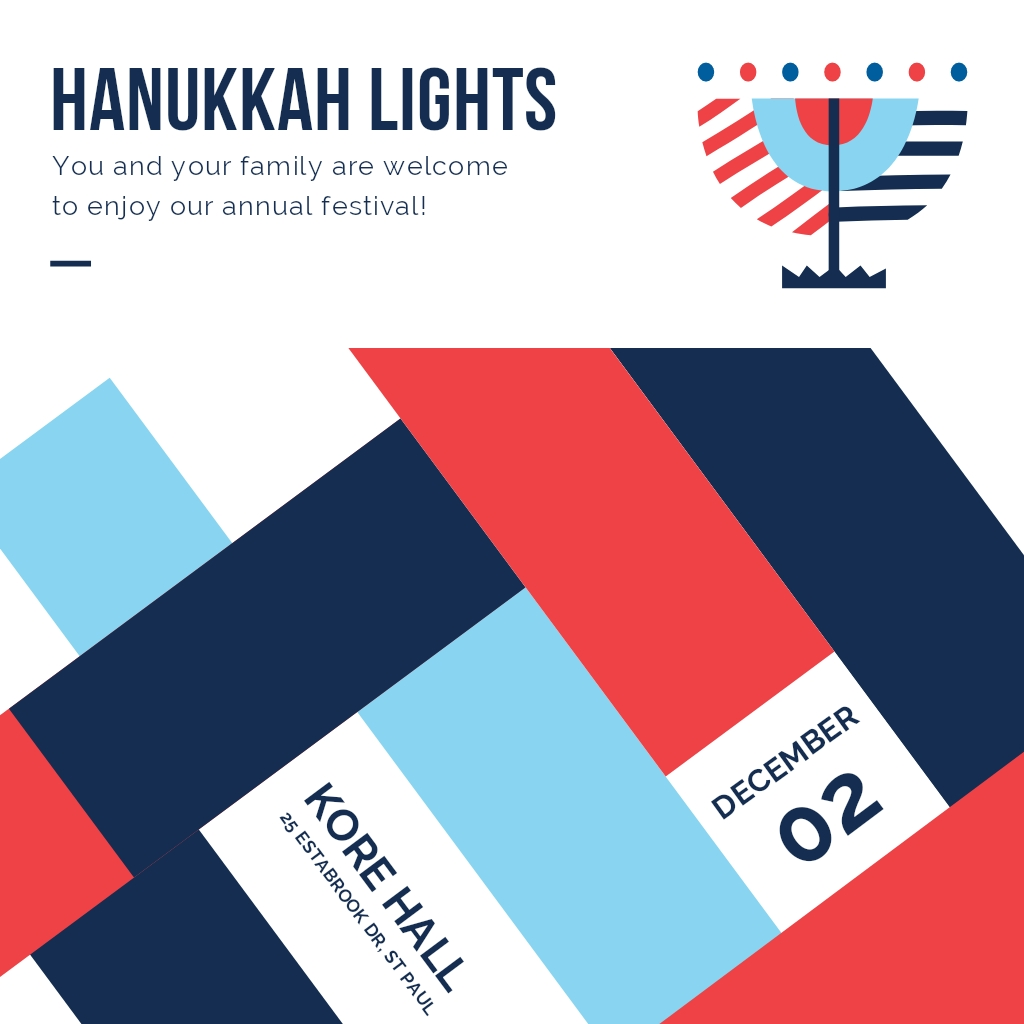 HANUKKAH LIGHTS
You and your family are welcome
to enjoy our annual festival!
DECEMBER
02
KORE HALL
25 ESTABROOK DR, ST PAUL